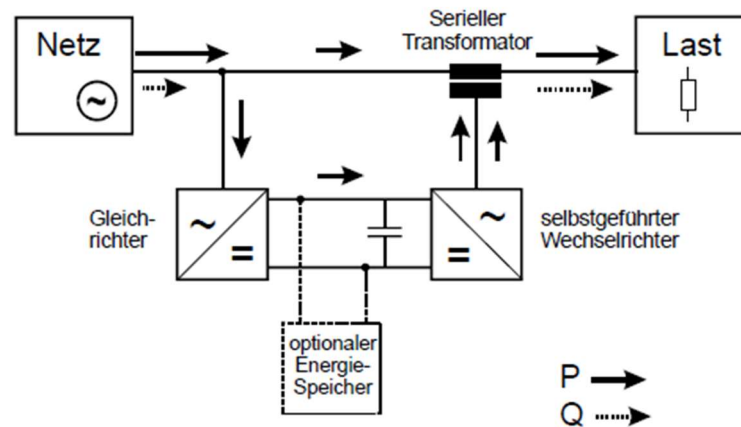 Netz
~
Serieller
Transformator
Last
Gleich-
richter
~
=
~
=
selbstgeführter
Wechselrichter
optionaler
Energie-
Speicher
P
Q